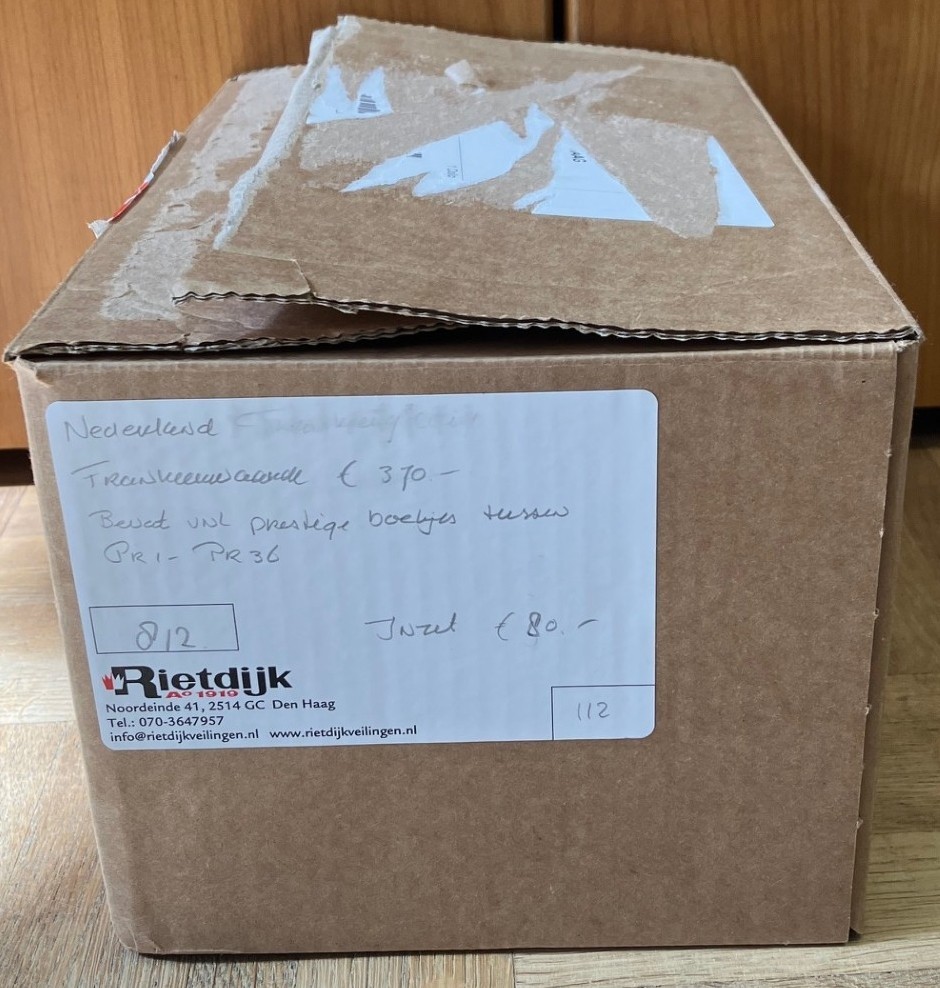 AG
Nederland
Frankeerwaarde € 370.-
Bevat vnl prestige boekjes tussen
PR1- PR36
812
Inzet € 80.-
Rietdijk
Aº 1919
Noordeinde 41, 2514 GC Den Haag
Tel.: 070-3647957
112
info@rietdijkveilingen.nl www.rietdijkveilingen.nl